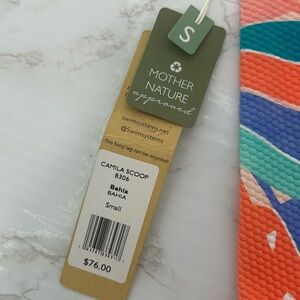 S
MOTHER
NATURE
approved
swimsystems.net
@Swimsystems
This hang tag can be recycled!
CAMILA SCOOP
B306
Bahia
BAHIA
Small
$76.00